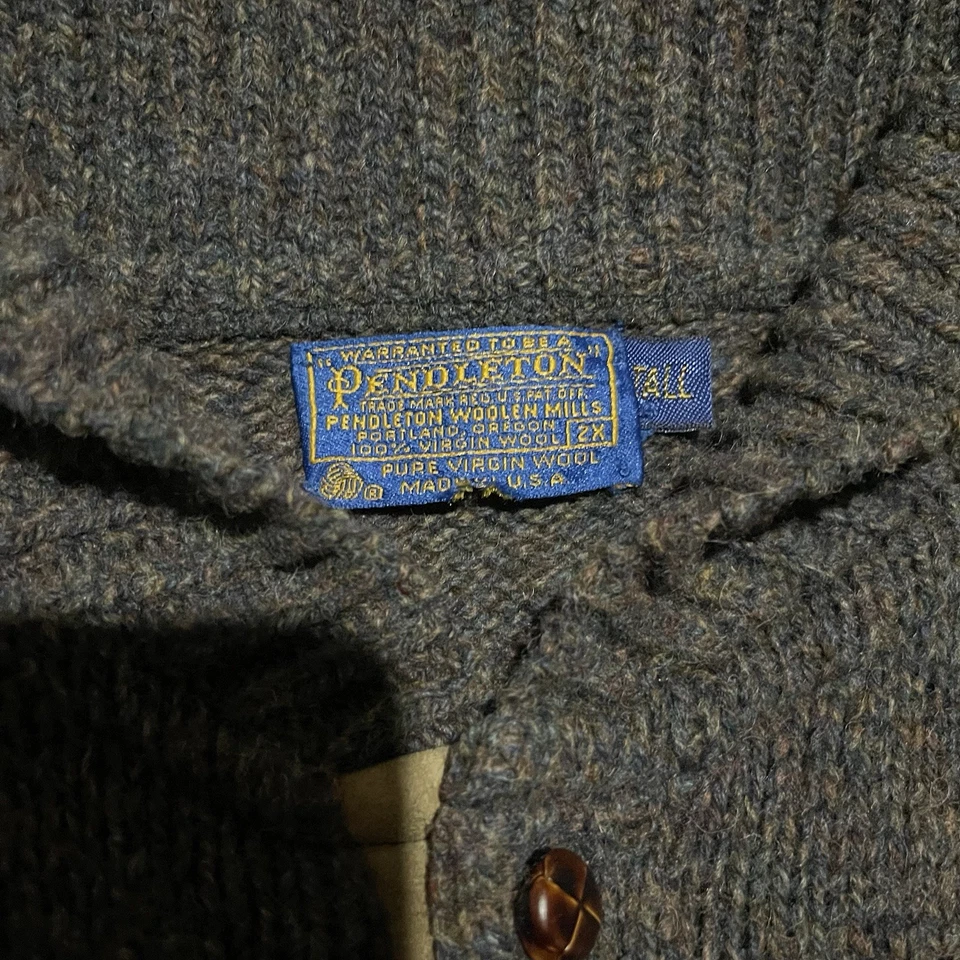 "WARRANTED TO BE A
PENDLETON"
TRADE MARK REG. U.S. PAT. OFF.
PENDLETON WOOLEN MILLS
PORTLAND, OREGON
100% VIRGIN WOOL 2X
PURE VIRGIN WOOL
® U.S.A.
TALL